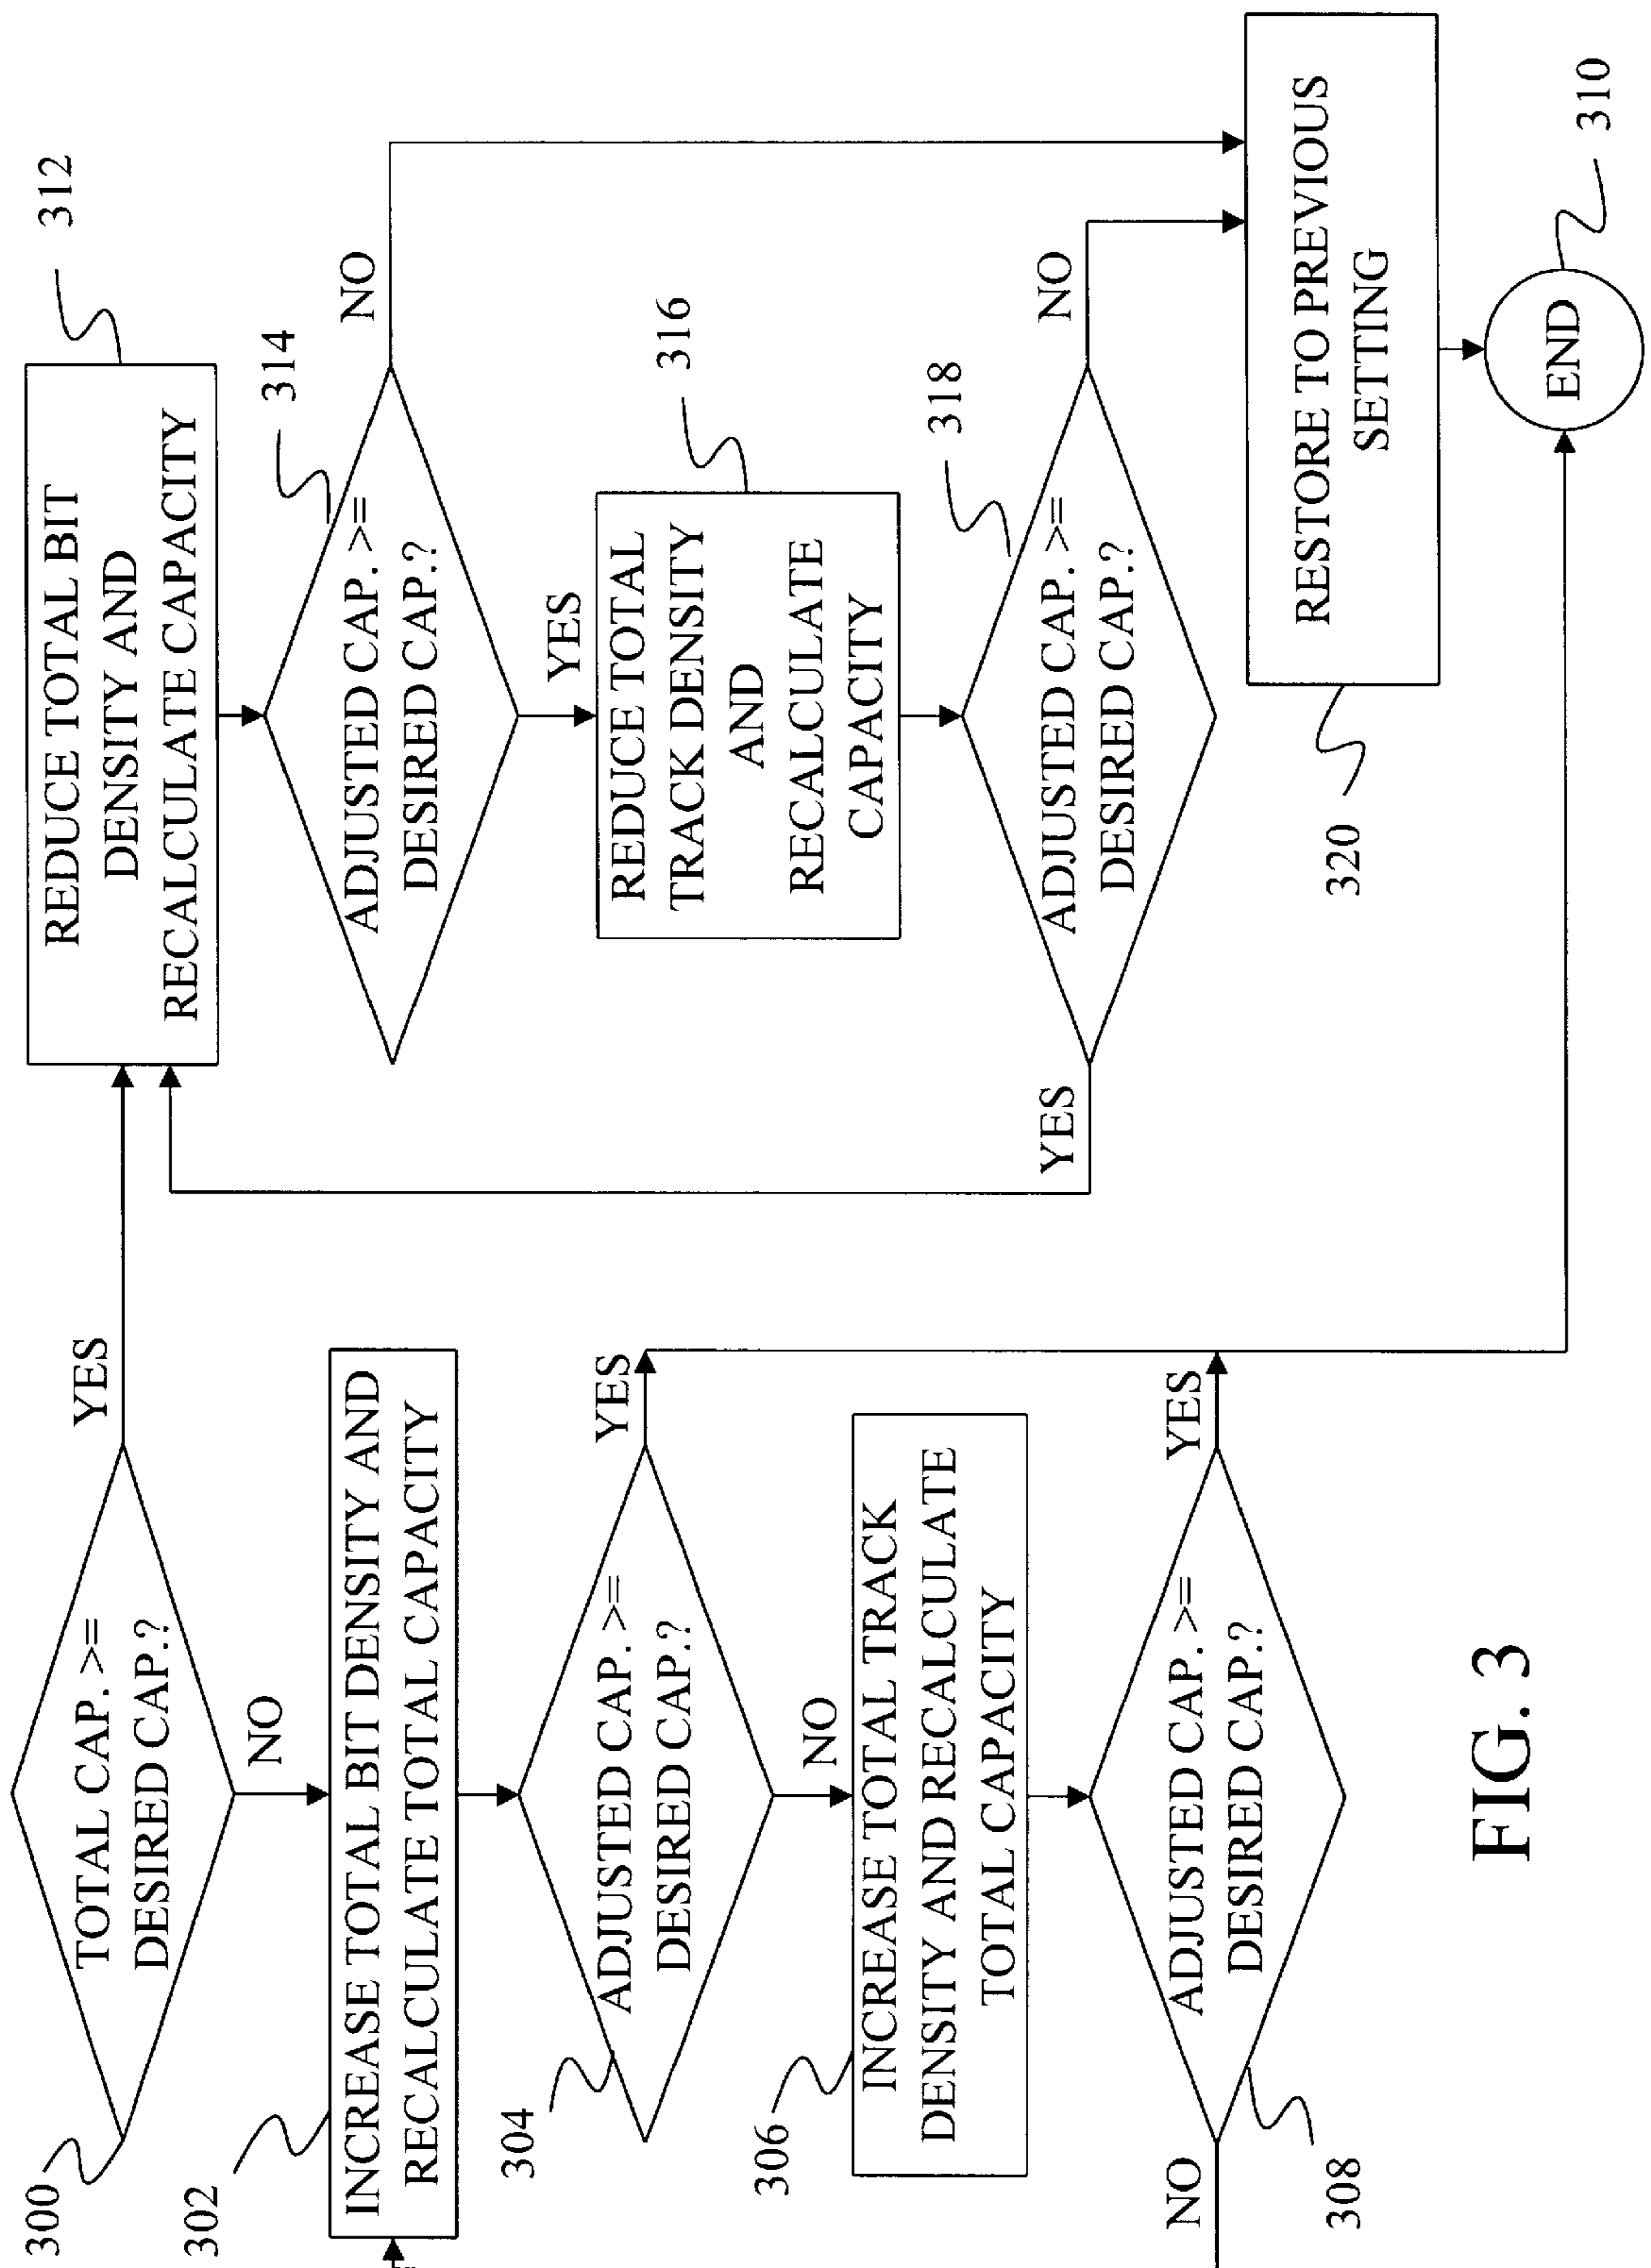 300
TOTAL CAP. >=
DESIRED CAP.?
YES
NO
302
INCREASE TOTAL BIT DENSITY AND
RECALCULATE TOTAL CAPACITY
304
ADJUSTED CAP. >=
DESIRED CAP.?
YES
NO
306
INCREASE TOTAL TRACK
DENSITY AND RECALCULATE
TOTAL CAPACITY
ADJUSTED CAP. >=
DESIRED CAP.?
YES
NO
308
312
REDUCE TOTAL BIT
DENSITY AND
RECALCULATE CAPACITY
314
ADJUSTED CAP. >=
DESIRED CAP.?
NO
YES
316
REDUCE TOTAL
TRACK DENSITY
AND
RECALCULATE
CAPACITY
318
ADJUSTED CAP. >=
DESIRED CAP.?
YES
NO
320
RESTORE TO PREVIOUS
SETTING
END
310
FIG. 3